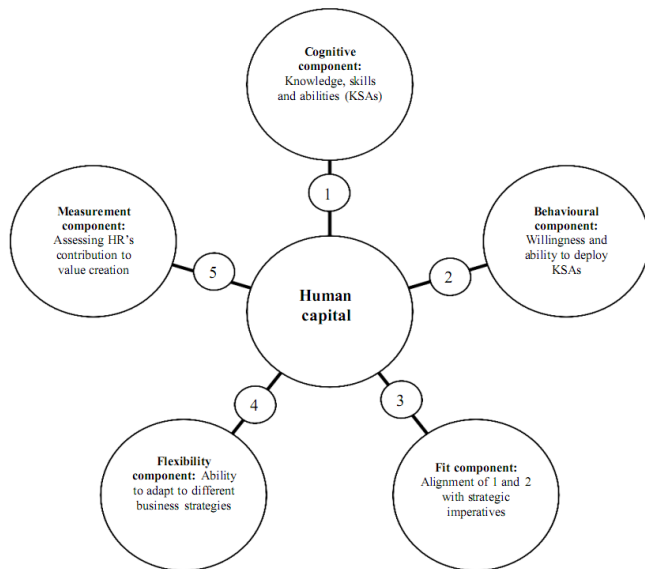 Cognitive
component:
Knowledge, skills
and abilities (KSAs)
1
Behavioural
component:
Willingness and
ability to deploy
KSAs
2
Human
capital
3
Fit component:
Alignment of 1 and 2
with strategic
imperatives
4
Flexibility
component: Ability
to adapt to different
business strategies
5
Measurement
component:
Assessing HR's
contribution to
value creation